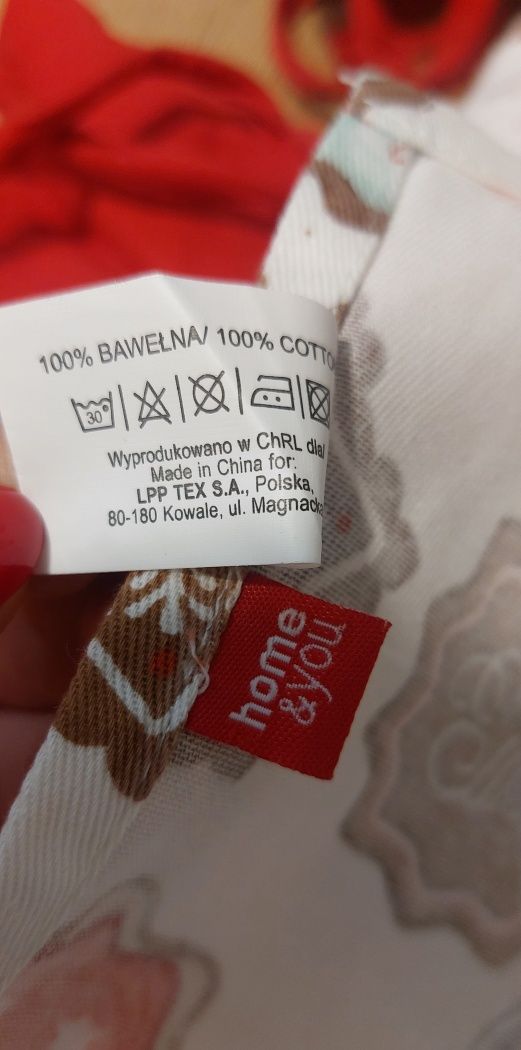 100% BAWEŁNA/ 100% COTTO
30°
Wyprodukowano w ChRL dla
Made in China for:
LPP TEX S.A., Polska,
80-180 Kowale, ul. Magnacka
home
&you